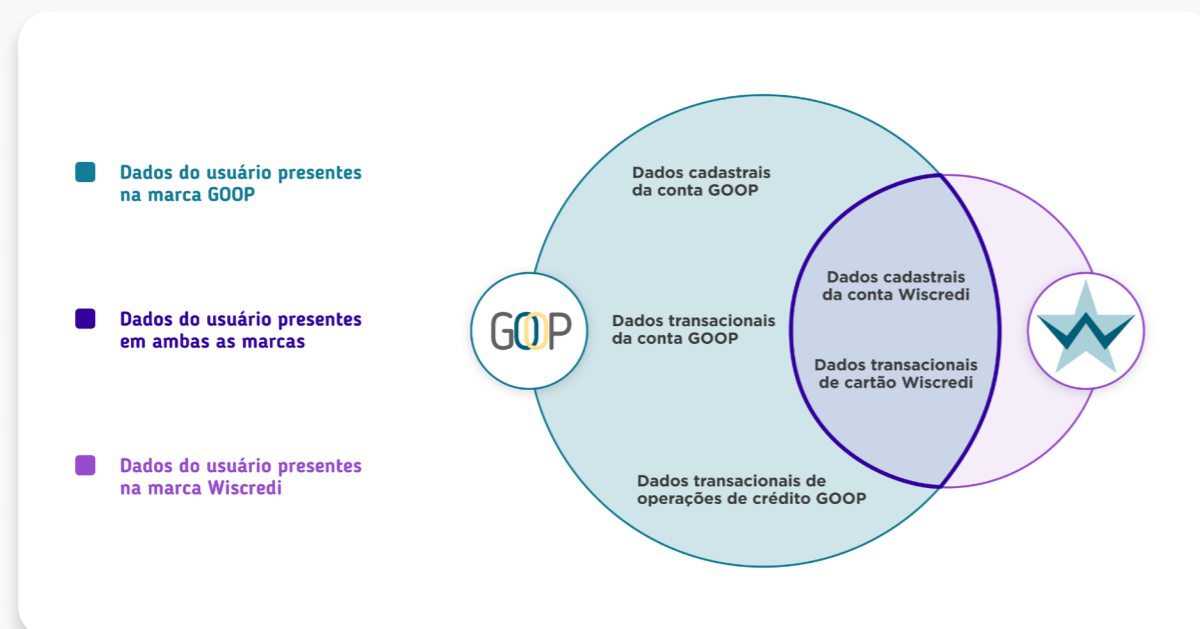 Dados do usuário presentes
na marca GOOP
Dados do usuário presentes
em ambas as marcas
Dados do usuário presentes
na marca Wiscredi
GOOP
Dados cadastrais
da conta GOOP
Dados transacionais
da conta GOOP
Dados transacionais de
operações de crédito GOOP
Dados cadastrais
da conta Wiscredi
Dados transacionais
de cartão Wiscredi